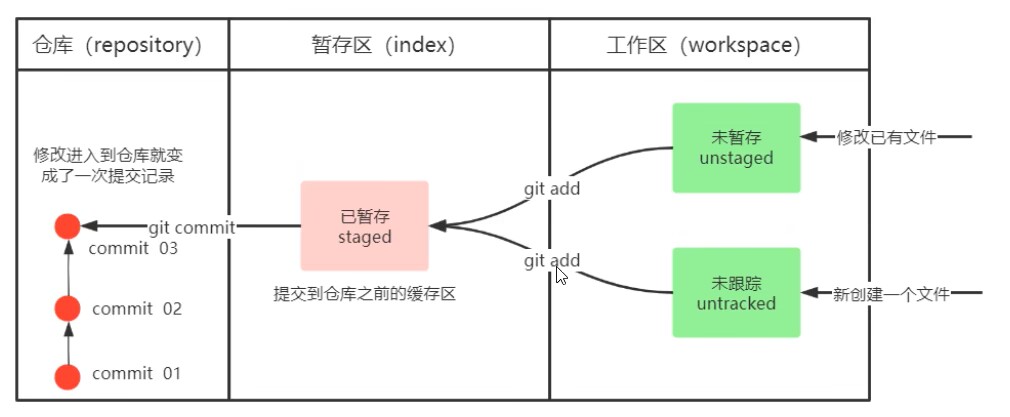 仓库（repository）
暂存区（index）
工作区（workspace）
修改进入到仓库就变
成了一次提交记录
git commit
commit 03
commit 02
commit 01
已暂存
staged
提交到仓库之前的缓存区
git add
git add
未暂存
unstaged
修改已有文件
未跟踪
untracked
新创建一个文件